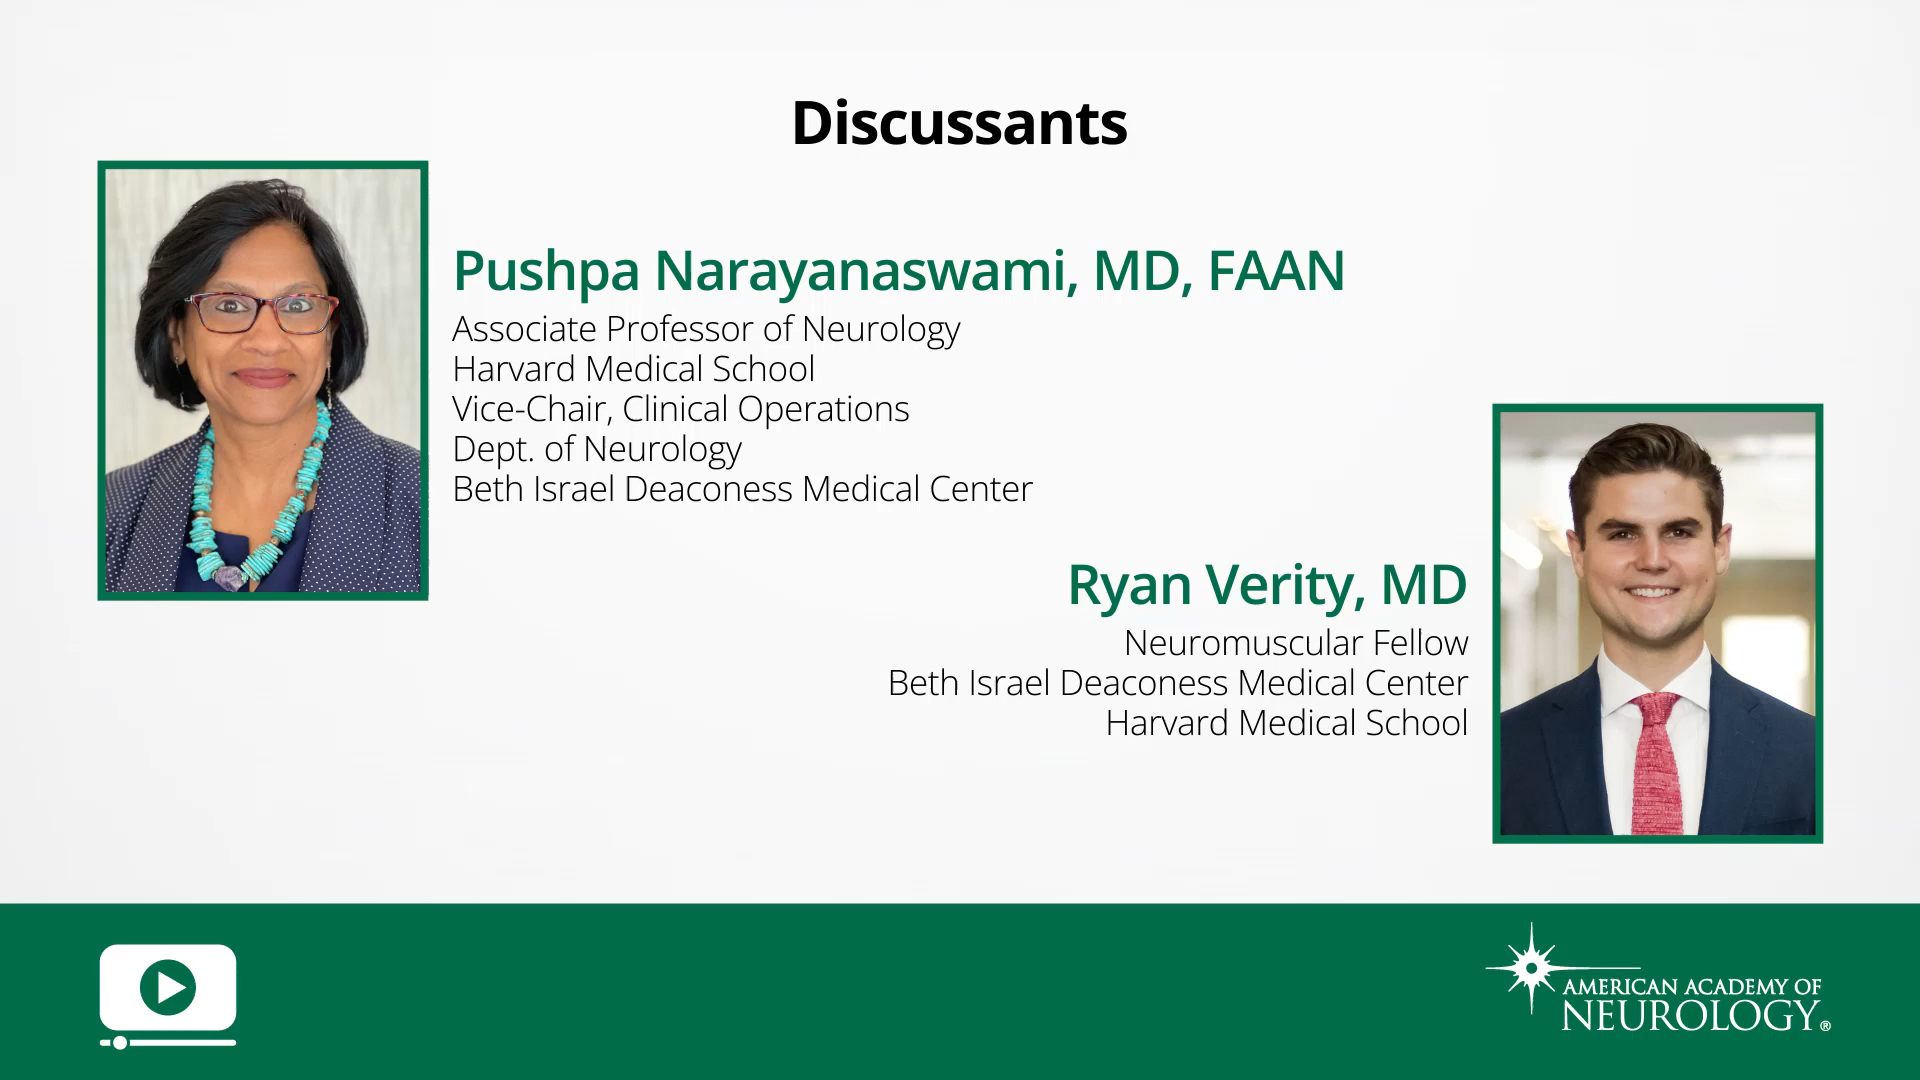 Discussants
Pushpa Narayanaswami, MD, FAAN
Associate Professor of Neurology
Harvard Medical School
Vice-Chair, Clinical Operations
Dept. of Neurology
Beth Israel Deaconess Medical Center
Ryan Verity, MD
Neuromuscular Fellow
Beth Israel Deaconess Medical Center
Harvard Medical School
AMERICAN ACADEMY OF
NEUROLOGY®